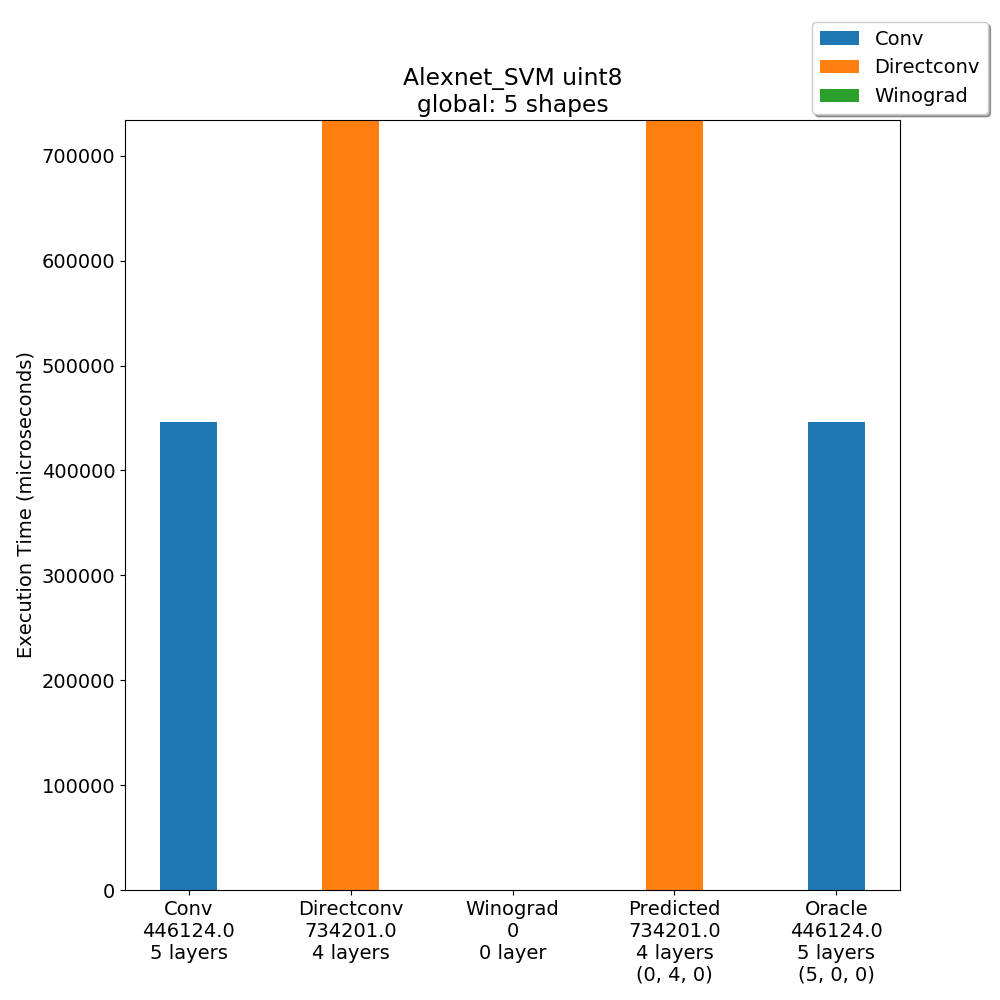 Conv
Directconv
Winograd
Alexnet_SVM uint8
global: 5 shapes
Execution Time (microseconds)
700000
600000
500000
400000
300000
200000
100000
0
Conv
446124.0
5 layers
Directconv
734201.0
4 layers
Winograd
0
0 layer
Predicted
734201.0
4 layers
(0, 4, 0)
Oracle
446124.0
5 layers
(5, 0, 0)